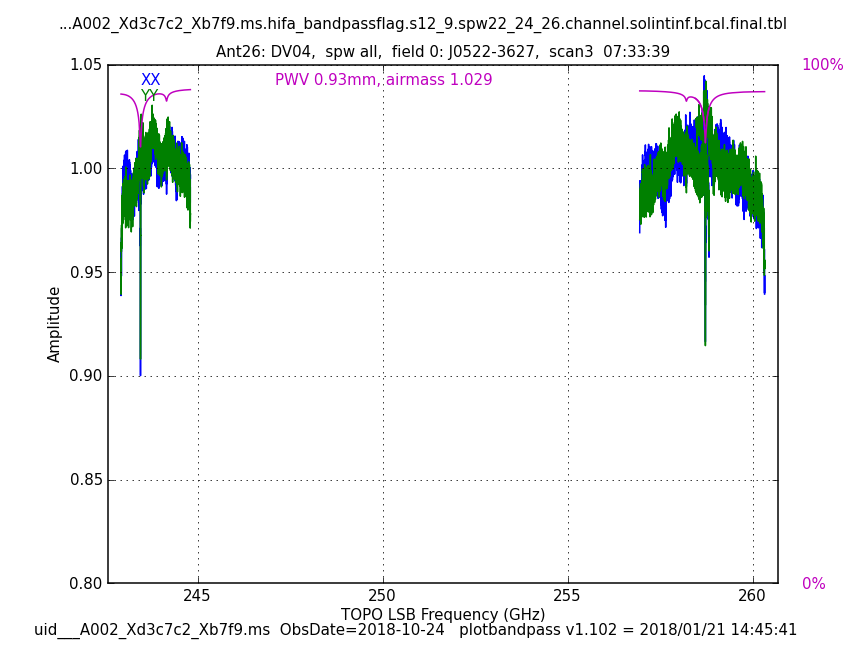 ...A002_Xd3c7c2_Xb7f9.ms.hifa_bandpassflag.s12_9.spw22_24_26.channel.solintinf.bcal.final.tbl
Ant26: DV04,  spw all,  field 0: J0522-3627,  scan3  07:33:39
1.05
XX
PWV 0.93mm, airmass 1.029
100%
YY
1.00
0.95
Amplitude
0.90
0.85
0.80
0%
245
250
255
260
TOPO LSB Frequency (GHz)
uid___A002_Xd3c7c2_Xb7f9.ms  ObsDate=2018-10-24   plotbandpass v1.102 = 2018/01/21 14:45:41